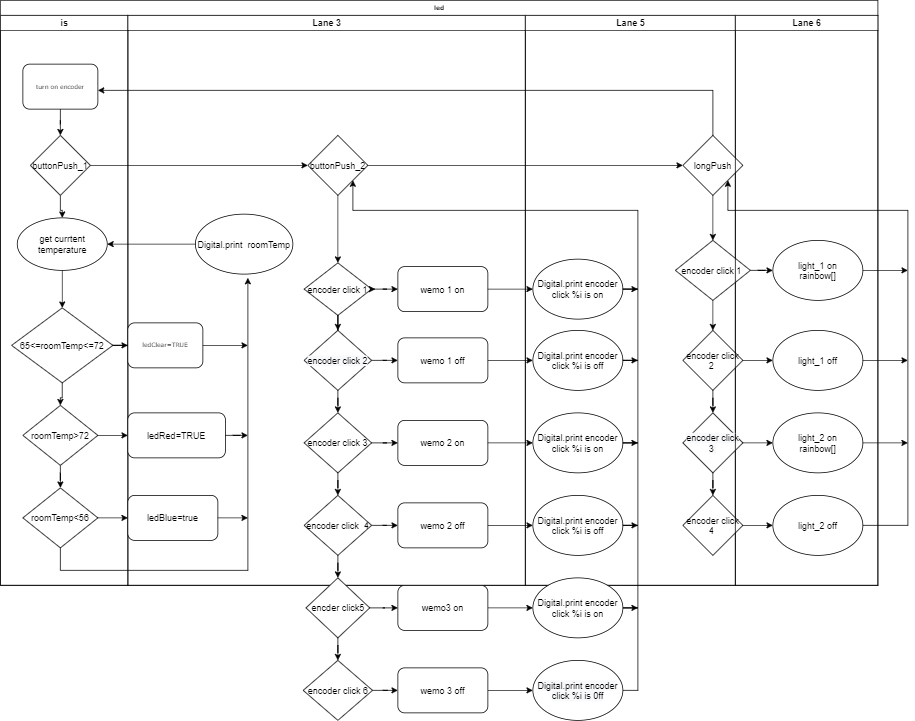 led
is
Lane 3
Lane 5
Lane 6
turn on encoder
buttonPush_1
buttonPush_2
longPush
get currtent
temperature
Digital.print roomTemp
encoder click 1
wemo 1 on
Digital.print encoder
click %i is on
encoder click 1
light_1 on
rainbow[]
65<=roomTemp<=72
ledClear=TRUE
encoder click 2
wemo 1 off
Digital.print encoder
click %i is off
encoder click
2
light_1 off
roomTemp>72
ledRed=TRUE
encoder click 3
wemo 2 on
Digital.print encoder
click %i is on
encoder click
3
light_2 on
rainbow[]
roomTemp<56
ledBlue=true
encoder click 4
wemo 2 off
Digital.print encoder
click %i is off
encoder click
4
light_2 off
encder click5
wemo3 on
Digital.print encoder
click %i is on
encoder click 6
wemo 3 off
Digital.print encoder
click %i is 0ff